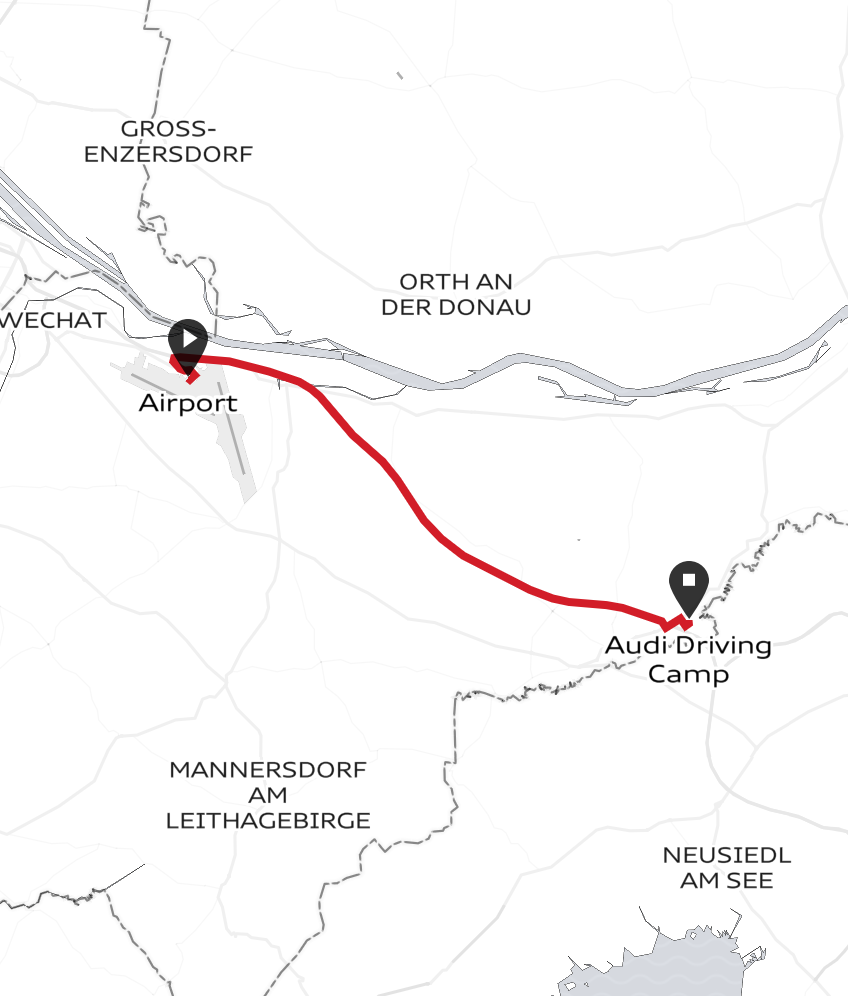 GROSS-
ENZERSDORF
ORTH AN
DER DONAU
WECHAT
Airport
Audi Driving
Camp
MANNERSDORF
AM
LEITHAGEBIRGE
NEUSIEDL
AM SEE